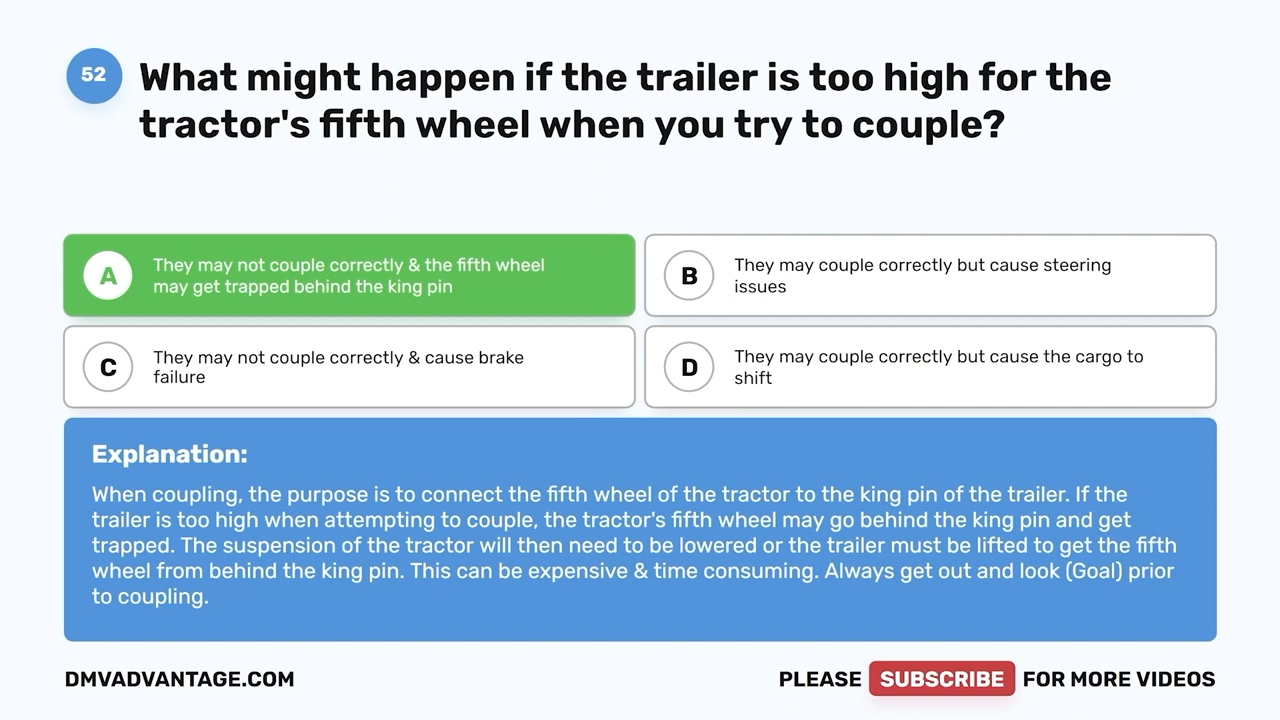 52
What might happen if the trailer is too high for the
tractor's fifth wheel when you try to couple?
A
They may not couple correctly & the fifth wheel
may get trapped behind the king pin
B
They may couple correctly but cause steering
issues
C
They may not couple correctly & cause brake
failure
D
They may couple correctly but cause the cargo to
shift
Explanation:
When coupling, the purpose is to connect the fifth wheel of the tractor to the king pin of the trailer. If the
trailer is too high when attempting to couple, the tractor's fifth wheel may go behind the king pin and get
trapped. The suspension of the tractor will then need to be lowered or the trailer must be lifted to get the fifth
wheel from behind the king pin. This can be expensive & time consuming. Always get out and look (Goal) prior
to coupling.
DMVADVANTAGE.COM
PLEASE SUBSCRIBE FOR MORE VIDEOS